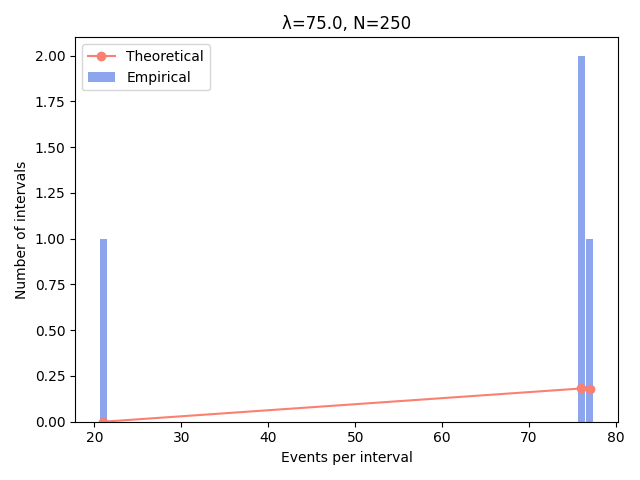 λ=75.0, N=250
Theoretical
Empirical
Number of intervals
2.00
1.75
1.50
1.25
1.00
0.75
0.50
0.25
0.00
20 30 40 50 60 70 80
Events per interval